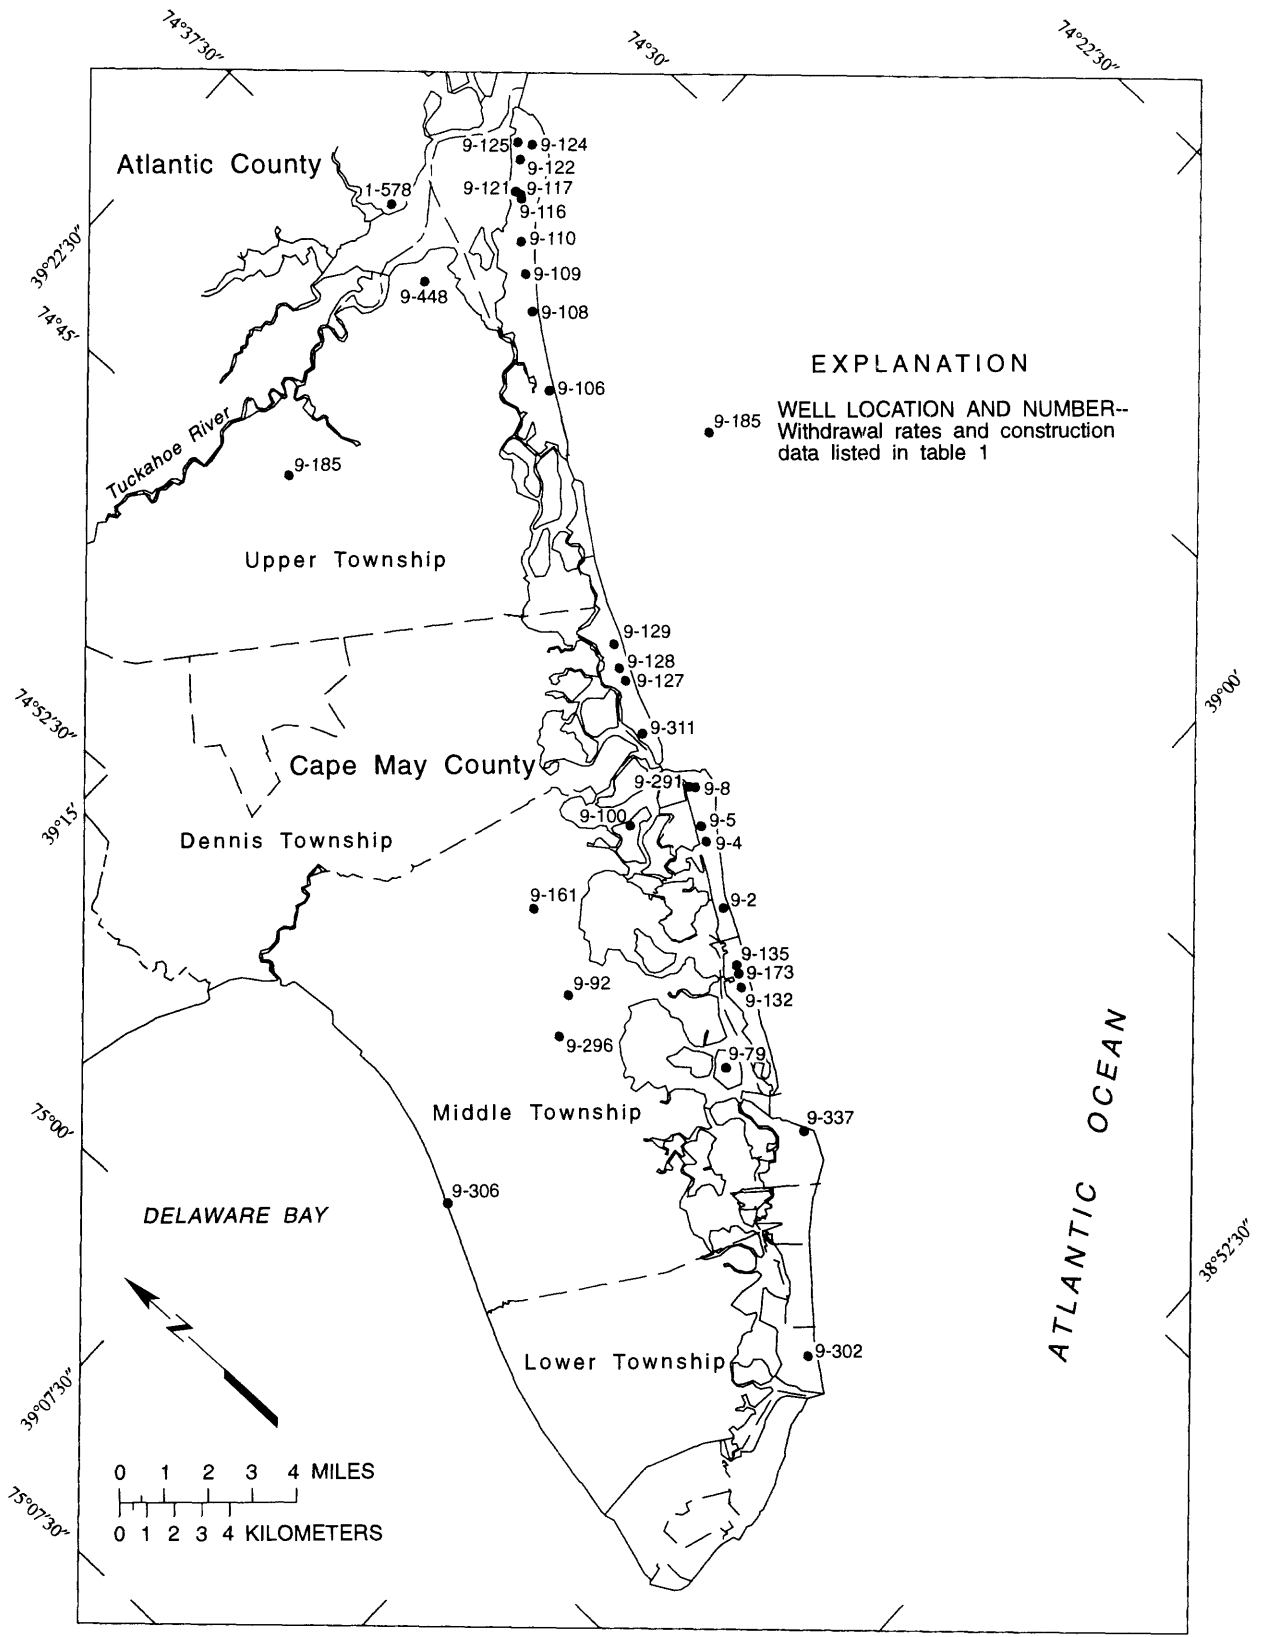 74°37'30"
74°30'
74°22'30"
Atlantic County
9-125
9-124
9-122
1-578
9-121
9-117
9-116
9-110
39°22'30"
9-109
9-448
9-108
74°45'
EXPLANATION
9-106
9-185
WELL LOCATION AND NUMBER--
Withdrawal rates and construction
data listed in table 1
Tuckahoe River
9-185
Upper Township
9-129
9-128
9-127
39°00'
74°52'30"
9-311
Cape May County
9-291
9-8
39°15'
9-100
9-5
9-4
Dennis Township
9-161
9-2
9-135
9-173
9-92
9-132
9-296
9-79
ATLANTIC OCEAN
75°00'
Middle Township
9-337
9-306
DELAWARE BAY
38°52'30"
N
Lower Township
9-302
39°07'30"
0 1 2 3 4 MILES
75°07'30"
0 1 2 3 4 KILOMETERS